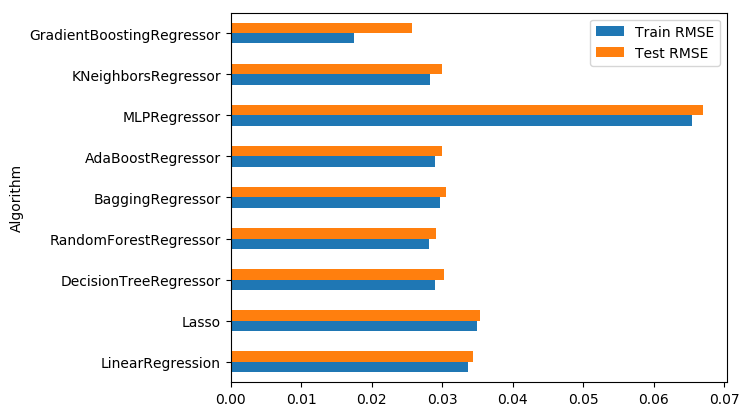 GradientBoostingRegressor
KNeighborsRegressor
MLPRegressor
AdaBoostRegressor
BaggingRegressor
RandomForestRegressor
DecisionTreeRegressor
Lasso
LinearRegression
Algorithm
Train RMSE
Test RMSE
0.00 0.01 0.02 0.03 0.04 0.05 0.06 0.07